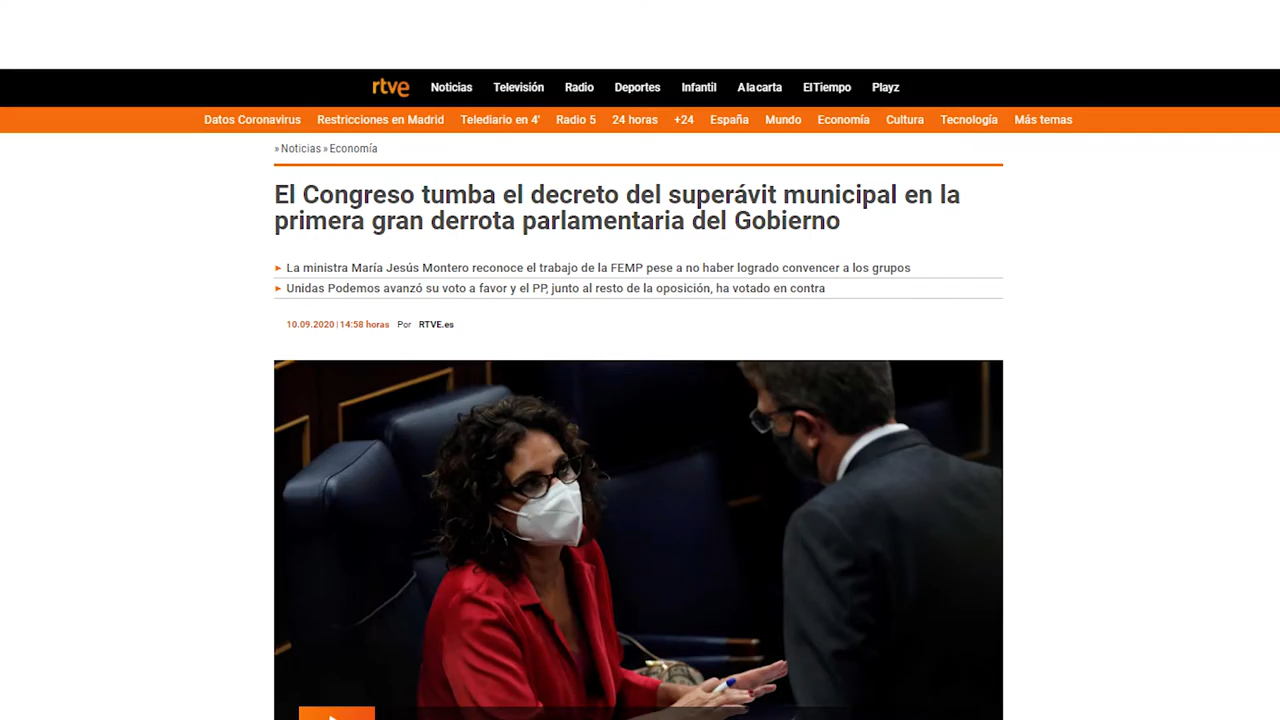 rtve Noticias Televisión Radio Deportes Infantil Alacarta ElTiempo Playz
Datos Coronavirus Restricciones en Madrid Telediario en 4' Radio 5 24 horas +24 España Mundo Economía Cultura Tecnología Más temas
» Noticias » Economía
El Congreso tumba el decreto del superávit municipal en la
primera gran derrota parlamentaria del Gobierno
La ministra María Jesús Montero reconoce el trabajo de la FEMP pese a no haber logrado convencer a los grupos
Unidas Podemos avanzó su voto a favor y el PP, junto al resto de la oposición, ha votado en contra
10.09.2020 | 14:58 horas Por RTVE.es